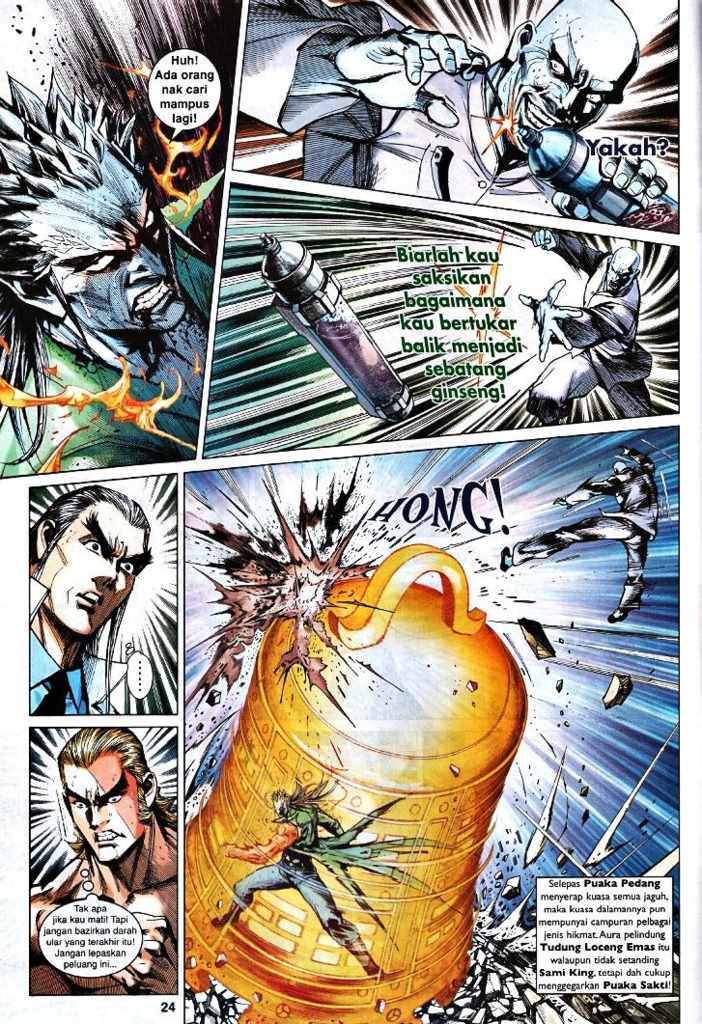 Huh!
Ada orang
nak cari
mampus
lagi!
Yakah?
Biarlah kau
saksikan
bagaimana
kau bertukar
balik menjadi
sebatang
ginseng!
HONG!
......
Tak apa
jika kau mati! Tapi
jangan bazirkan darah
ular yang terakhir itu!
Jangan lepaskan
peluang ini...
Selepas Puaka Pedang
menyerap kuasa semua
jaguh,
maka kuasa dalamannya pun
mempunyai campuran pelbagai
jenis hikmat. Aura pelindung
Tudung Loceng Emas itu
walaupun tidak setanding
Sami King, tetapi dah cukup
menggegarkan Puaka Sakti!
24